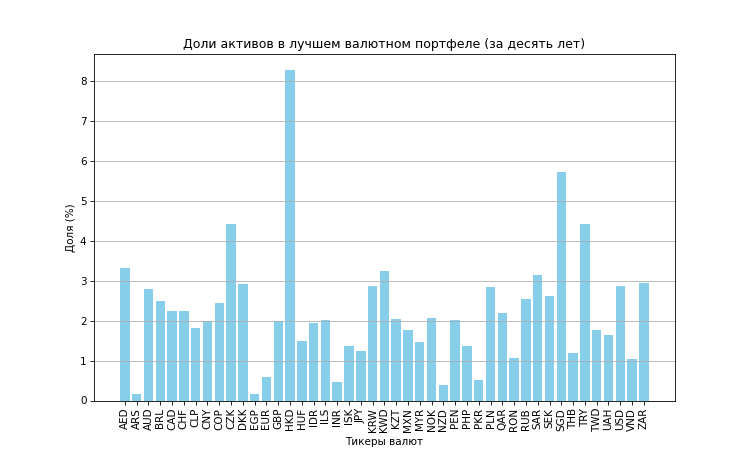 Доли активов в лучшем валютном портфеле (за десять лет)
Доля (%)
8
7
6
5
4
3
2
1
0
AED
ARS
AUD
BRL
CAD
CHF
CLP
CNY
COP
CZK
DKK
EGP
EUR
GBP
HKD
HUF
IDR
ILS
INR
ISK
JPY
KRW
KWD
KZT
MXN
MYR
NOK
NZD
PEN
PHP
PKR
PLN
QAR
RON
RUB
SAR
SEK
SGD
THB
TRY
TWD
UAH
USD
VND
ZAR
Тикеры валют